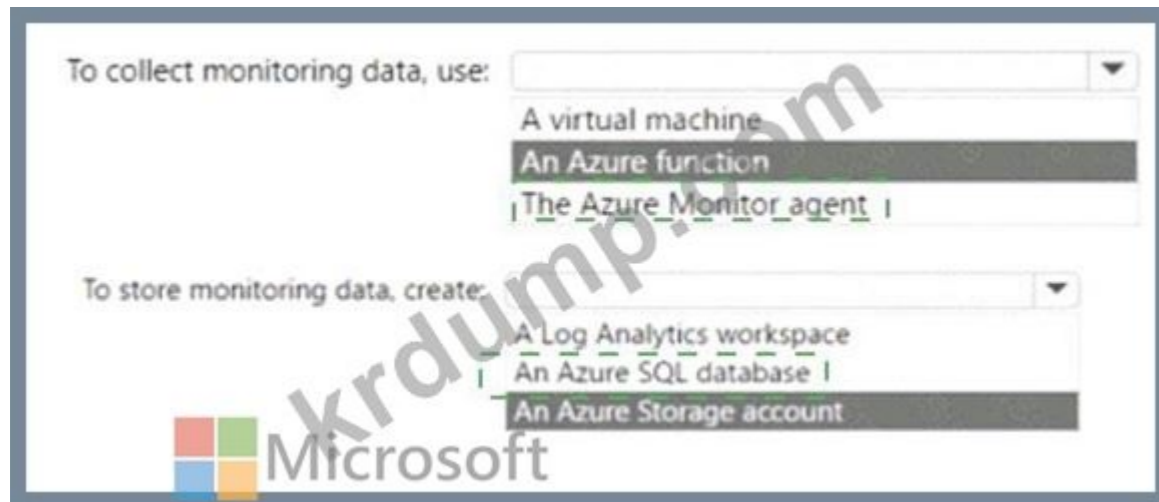 To collect monitoring data, use:
A virtual machine
An Azure function
The Azure Monitor agent
To store monitoring data, create:
A Log Analytics workspace
An Azure SQL database
An Azure Storage account
krdump.com
Microsoft